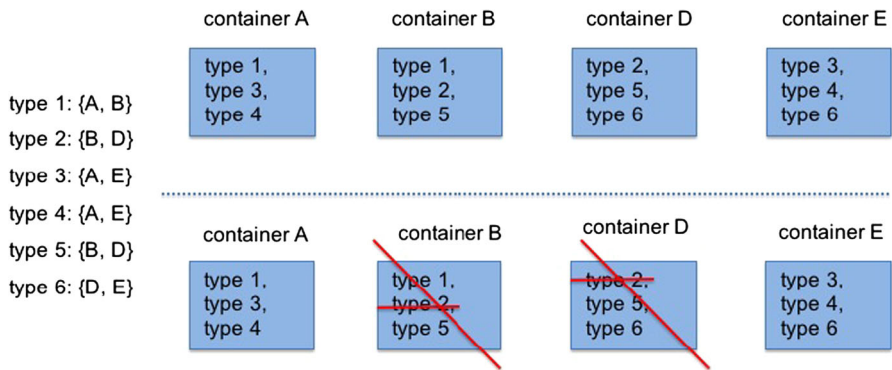 container A
container B
container D
container E
type 1,
type 3,
type 4
type 1,
type 2,
type 5
type 2,
type 5,
type 6
type 3,
type 4,
type 6
type 1: {A, B}
type 2: {B, D}
type 3: {A, E}
type 4: {A, E}
type 5: {B, D}
type 6: {D, E}
container A
container B
container D
container E
type 1,
type 3,
type 4
type 1,
type 2,
type 5
type 2,
type 5,
type 6
type 3,
type 4,
type 6